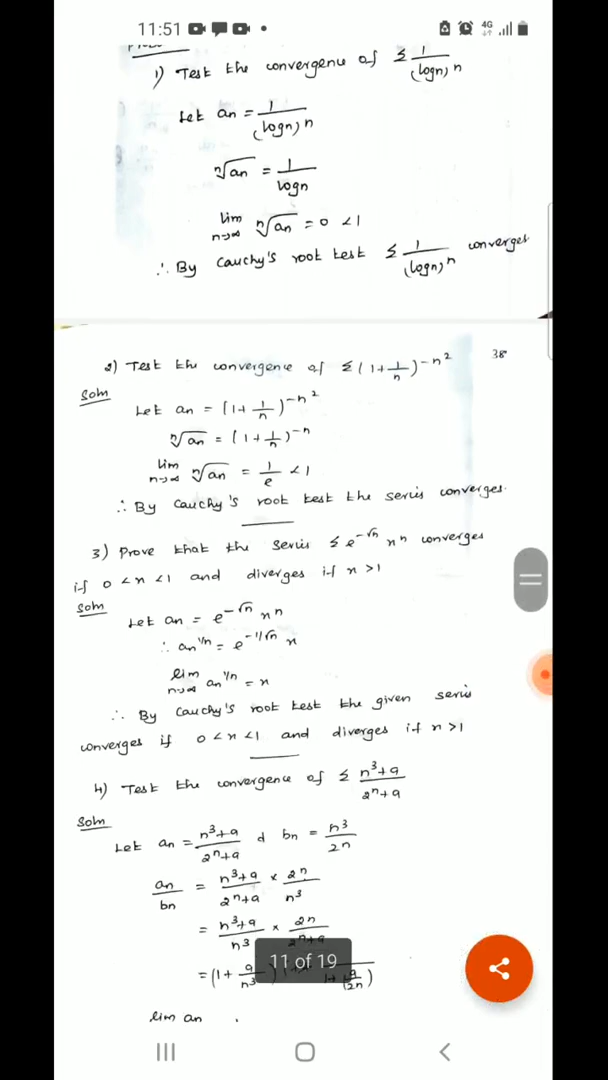 11:51
4G
1) Test the convergence of Σ 1/(logn)n
Let an = 1/(logn)n
n√an = 1/logn
lim n→∞ n√an = 0 < 1
∴ By Cauchy's root test Σ 1/(logn)n converges
38
2) Test the convergence of Σ (1+1/n)^-n²
Soln
Let an = (1+1/n)^-n²
n√an = (1+1/n)^-n
lim n→∞ n√an = 1/e < 1
∴ By Cauchy's root test the series converges.
3) Prove that the series Σ e^-√n x^n converges
if 0 < x < 1 and diverges if x > 1
Soln
Let an = e^-√n x^n
∴ an^1/n = e^-1/√n x
lim n→∞ an^1/n = x
∴ By Cauchy's root test the given series
converges if 0 < x < 1 and diverges if x > 1
4) Test the convergence of Σ n³+a/2^n+a
Soln
Let an = n³+a/2^n+a & bn = n³/2^n
an/bn = n³+a/2^n+a × 2^n/n³
= n³+a/n³ × 2^n/2^n+a
= (1+ a/n³)
11 of 19
lim an